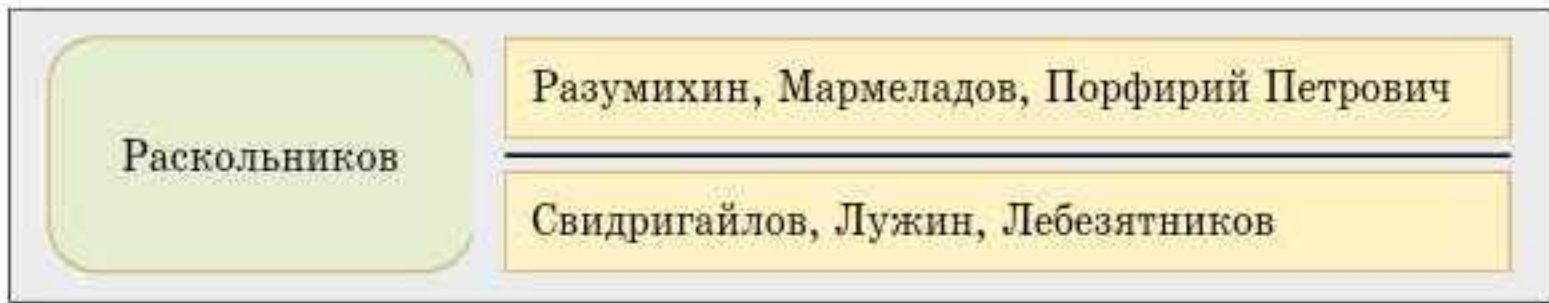 Раскольников
Разумихин, Мармеладов, Порфирий Петрович
Свидригайлов, Лужин, Лебезятников